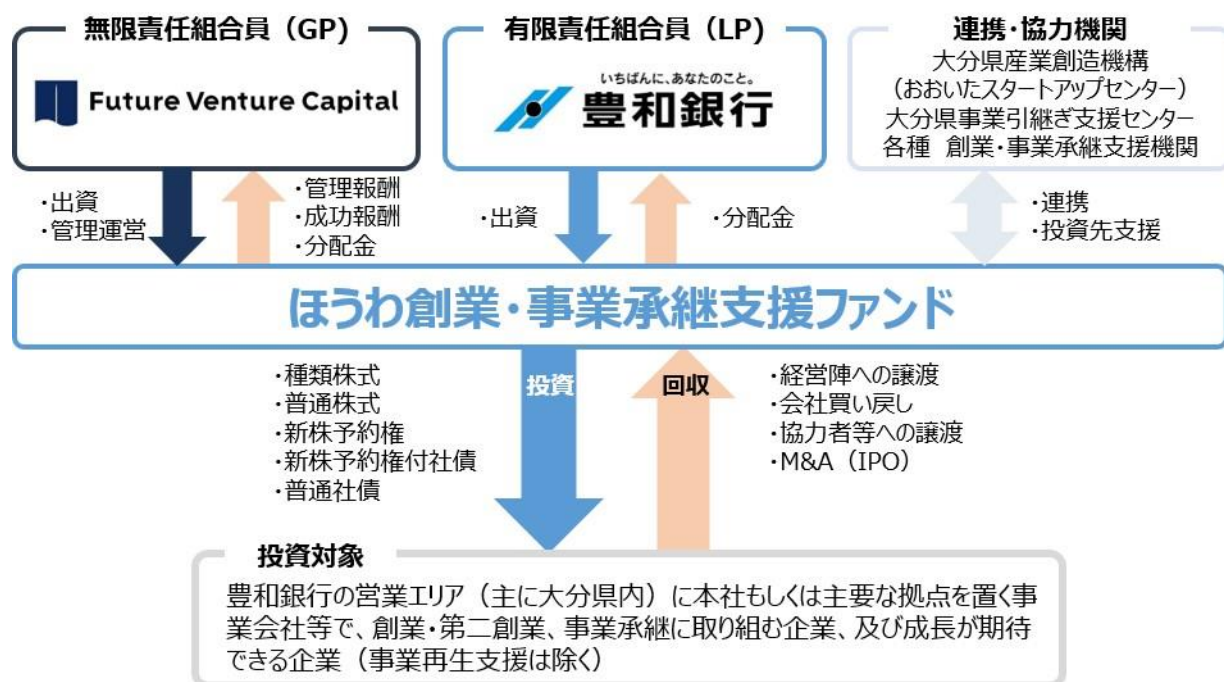 無限責任組合員（GP）
Future Venture Capital
有限責任組合員（LP）
いちばんに、あなたのこと。
豊和銀行
連携・協力機関
大分県産業創造機構
（おおいたスタートアップセンター）
大分県事業引継ぎ支援センター
各種 創業・事業承継支援機関
・出資
・管理運営
・管理報酬
・成功報酬
・分配金
・出資
・分配金
・連携
・投資先支援
ほうわ創業・事業承継支援ファンド
・種類株式
・普通株式
・新株予約権
・新株予約権付社債
・普通社債
投資
回収
・経営陣への譲渡
・会社買い戻し
・協力者等への譲渡
・M&A（IPO）
投資対象
豊和銀行の営業エリア（主に大分県内）に本社もしくは主要な拠点を置く事
業会社等で、創業・第二創業、事業承継に取り組む企業、及び成長が期待
できる企業（事業再生支援は除く）